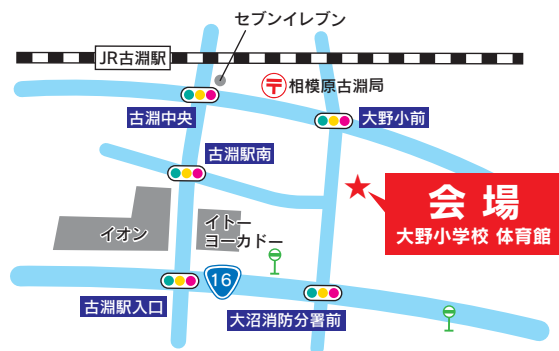 セブンイレブン
JR古淵駅
〒相模原古淵局
古淵中央
大野小前
古淵駅南
会場
大野小学校 体育館
イオン
イトー
ヨーカドー
16
古淵駅入口
大沼消防分署前